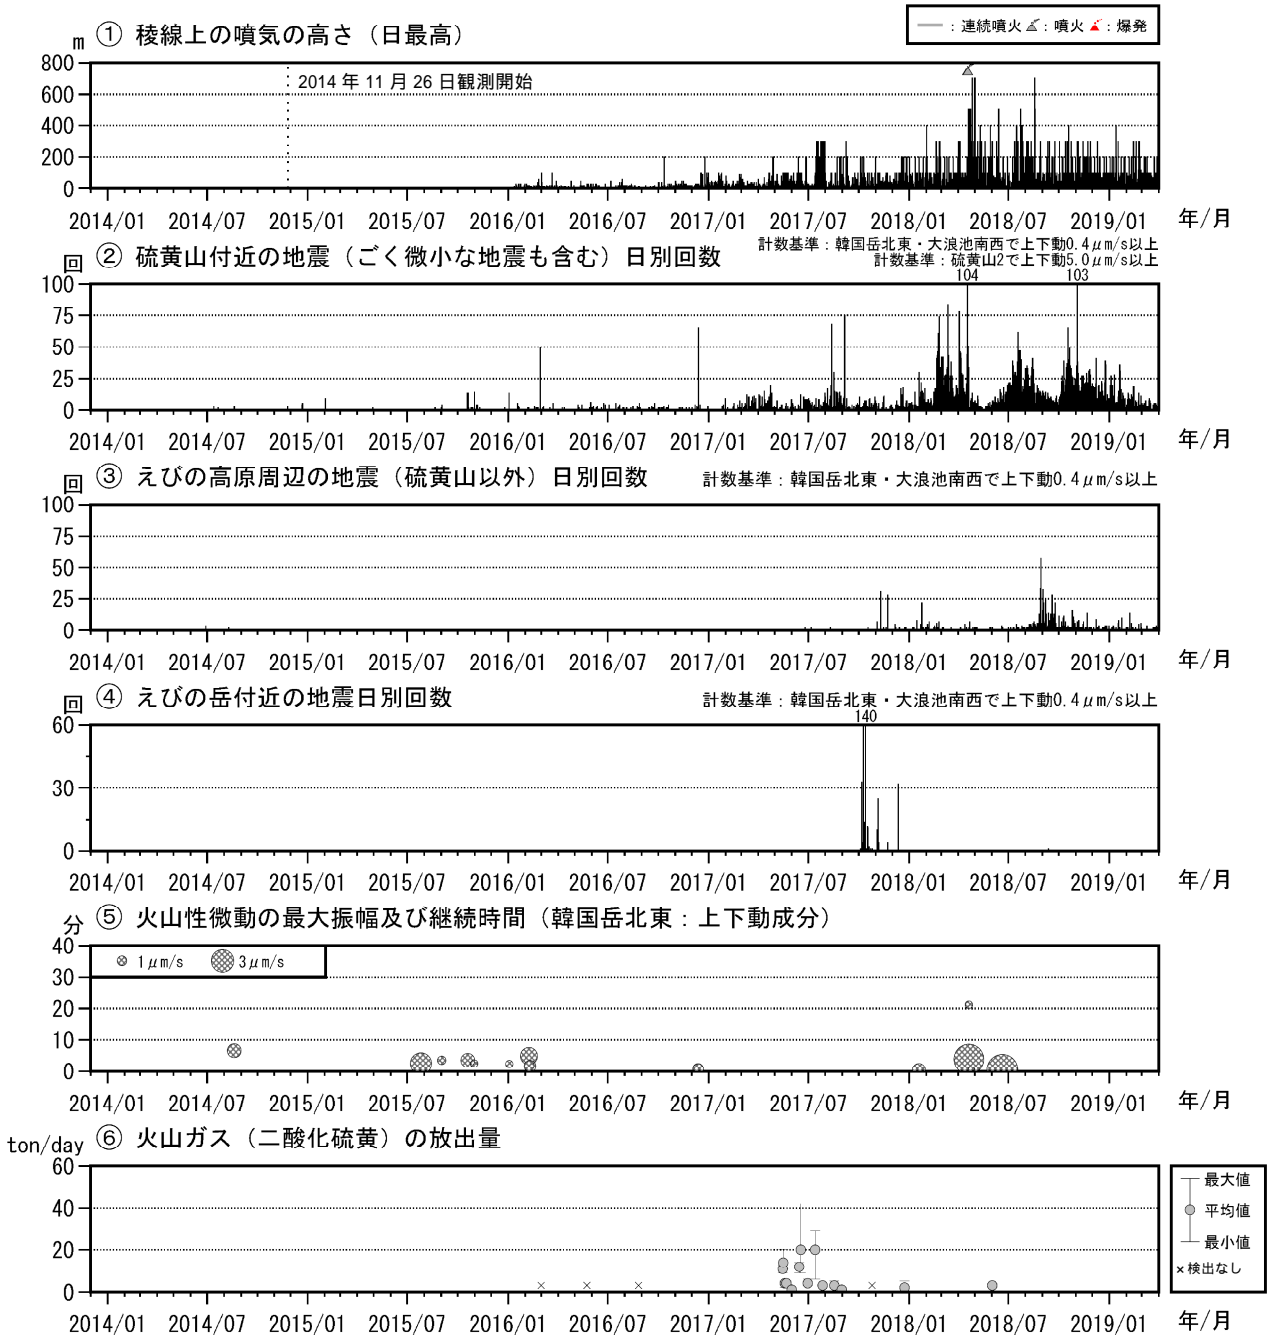 ① 稜線上の噴気の高さ（日最高）
：連続噴火 ：噴火 ：爆発
m
2014 年 11 月 26 日観測開始
800
600
400
200
0
2014/01 2014/07 2015/01 2015/07 2016/01 2016/07 2017/01 2017/07 2018/01 2018/07 2019/01 年/月
計数基準：韓国岳北東・大浪池南西で上下動0.4μm/s以上
計数基準：硫黄山2で上下動5.0μm/s以上
回 ② 硫黄山付近の地震（ごく微小な地震も含む）日別回数
104 103
100
75
50
25
0
2014/01 2014/07 2015/01 2015/07 2016/01 2016/07 2017/01 2017/07 2018/01 2018/07 2019/01 年/月
回 ③ えびの高原周辺の地震（硫黄山以外）日別回数 計数基準：韓国岳北東・大浪池南西で上下動0.4μm/s以上
100
75
50
25
0
2014/01 2014/07 2015/01 2015/07 2016/01 2016/07 2017/01 2017/07 2018/01 2018/07 2019/01 年/月
回 ④ えびの岳付近の地震日別回数 計数基準：韓国岳北東・大浪池南西で上下動0.4μm/s以上
140
60
30
0
2014/01 2014/07 2015/01 2015/07 2016/01 2016/07 2017/01 2017/07 2018/01 2018/07 2019/01 年/月
分 ⑤ 火山性微動の最大振幅及び継続時間（韓国岳北東：上下動成分）
1μm/s 3μm/s
40
30
20
10
0
2014/01 2014/07 2015/01 2015/07 2016/01 2016/07 2017/01 2017/07 2018/01 2018/07 2019/01 年/月
ton/day ⑥ 火山ガス（二酸化硫黄）の放出量
60
40
20
0
最大値
平均値
最小値
×検出なし
2014/01 2014/07 2015/01 2015/07 2016/01 2016/07 2017/01 2017/07 2018/01 2018/07 2019/01 年/月